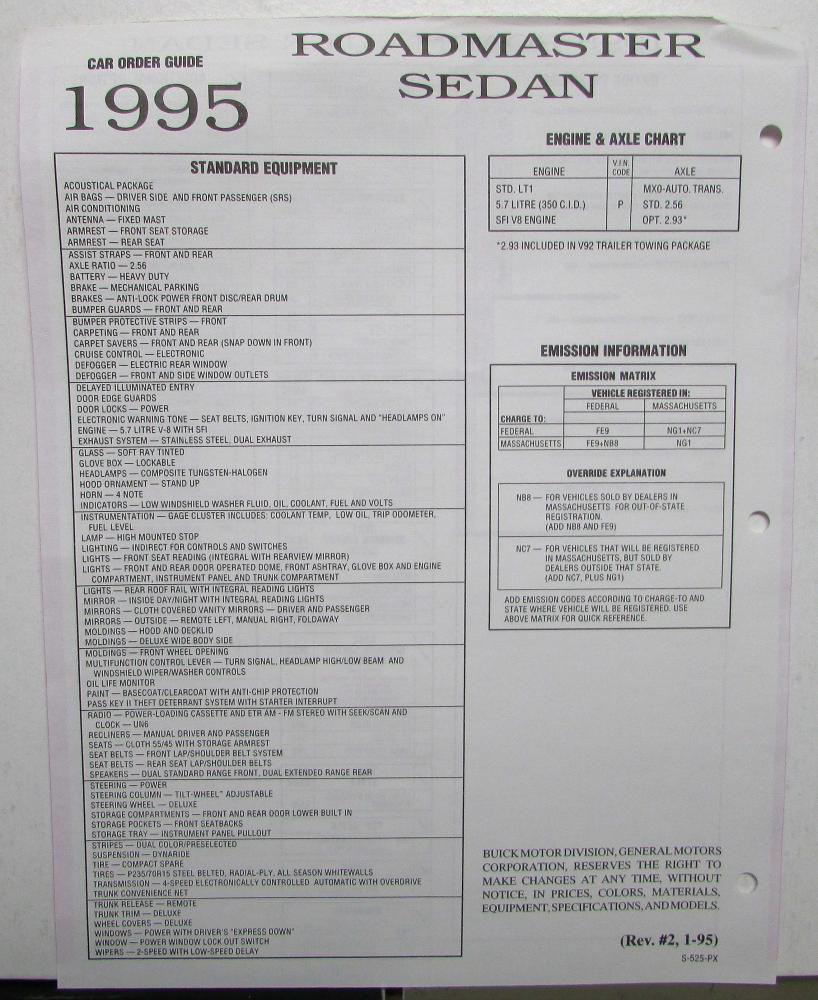 CAR ORDER GUIDE
1995
ROADMASTER
SEDAN
STANDARD EQUIPMENT
ACOUSTICAL PACKAGE
AIR BAGS — DRIVER SIDE AND FRONT PASSENGER (SRS)
AIR CONDITIONING
ANTENNA — FIXED MAST
ARMREST — FRONT SEAT STORAGE
ARMREST — REAR SEAT
ASSIST STRAPS — FRONT AND REAR
AXLE RATIO — 2.56
BATTERY — HEAVY DUTY
BRAKE — MECHANICAL PARKING
BRAKES — ANTI-LOCK POWER FRONT DISC/REAR DRUM
BUMPER GUARDS — FRONT AND REAR
BUMPER PROTECTIVE STRIPS — FRONT
CARPETING — FRONT AND REAR
CARPET SAVERS — FRONT AND REAR (SNAP DOWN IN FRONT)
CRUISE CONTROL — ELECTRONIC
DEFOGGER — ELECTRIC REAR WINDOW
DEFOGGER — FRONT AND SIDE WINDOW OUTLETS
DELAYED ILLUMINATED ENTRY
DOOR EDGE GUARDS
DOOR LOCKS — POWER
ELECTRONIC WARNING TONE — SEAT BELTS, IGNITION KEY, TURN SIGNAL AND "HEADLAMPS ON"
ENGINE — 5.7 LITRE V-8 WITH SFI
EXHAUST SYSTEM — STAINLESS STEEL, DUAL EXHAUST
GLASS — SOFT RAY TINTED
GLOVE BOX — LOCKABLE
HEADLAMPS — COMPOSITE TUNGSTEN-HALOGEN
HOOD ORNAMENT — STAND UP
HORN — 4 NOTE
INDICATORS — LOW WINDSHIELD WASHER FLUID, OIL, COOLANT, FUEL AND VOLTS
INSTRUMENTATION — GAGE CLUSTER INCLUDES: COOLANT TEMP, LOW OIL, TRIP ODOMETER,
FUEL LEVEL
LAMP — HIGH MOUNTED STOP
LIGHTING — INDIRECT FOR CONTROLS AND SWITCHES
LIGHTS — FRONT SEAT READING (INTEGRAL WITH REARVIEW MIRROR)
LIGHTS — FRONT AND REAR DOOR OPERATED DOME, FRONT ASHTRAY, GLOVE BOX AND ENGINE
COMPARTMENT, INSTRUMENT PANEL AND TRUNK COMPARTMENT
LIGHTS — REAR ROOF RAIL WITH INTEGRAL READING LIGHTS
MIRROR — INSIDE DAY/NIGHT WITH INTEGRAL READING LIGHTS
MIRRORS — CLOTH COVERED VANITY MIRRORS — DRIVER AND PASSENGER
MIRRORS — OUTSIDE — REMOTE LEFT, MANUAL RIGHT, FOLDAWAY
MOLDINGS — HOOD AND DECKLID
MOLDINGS — DELUXE WIDE BODY SIDE
MOLDINGS — FRONT WHEEL OPENING
MULTIFUNCTION CONTROL LEVER — TURN SIGNAL, HEADLAMP HIGH/LOW BEAM AND
WINDSHIELD WIPER/WASHER CONTROLS
OIL LIFE MONITOR
PAINT — BASECOAT/CLEARCOAT WITH ANTI-CHIP PROTECTION
PASS KEY II THEFT DETERRANT SYSTEM WITH STARTER INTERRUPT
RADIO — POWER-LOADING CASSETTE AND ETR AM - FM STEREO WITH SEEK/SCAN AND
CLOCK — UN6
RECLINERS — MANUAL DRIVER AND PASSENGER
SEATS — CLOTH 55/45 WITH STORAGE ARMREST
SEAT BELTS — FRONT LAP/SHOULDER BELT SYSTEM
SEAT BELTS — REAR SEAT LAP/SHOULDER BELTS
SPEAKERS — DUAL STANDARD RANGE FRONT, DUAL EXTENDED RANGE REAR
STEERING — POWER
STEERING COLUMN — TILT-WHEEL™ ADJUSTABLE
STEERING WHEEL — DELUXE
STORAGE COMPARTMENTS — FRONT AND REAR DOOR LOWER BUILT IN
STORAGE POCKETS — FRONT SEATBACKS
STORAGE TRAY — INSTRUMENT PANEL PULLOUT
STRIPES — DUAL COLOR/PRESELECTED
SUSPENSION — DYNARIDE
TIRE — COMPACT SPARE
TIRES — P235/70R15 STEEL BELTED, RADIAL-PLY, ALL SEASON WHITEWALLS
TRANSMISSION — 4-SPEED ELECTRONICALLY CONTROLLED AUTOMATIC WITH OVERDRIVE
TRUNK CONVENIENCE NET
TRUNK RELEASE — REMOTE
TRUNK TRIM — DELUXE
WHEEL COVERS — DELUXE
WINDOWS — POWER WITH DRIVER'S "EXPRESS DOWN"
WINDOW — POWER WINDOW LOCK OUT SWITCH
WIPERS — 2-SPEED WITH LOW-SPEED DELAY
ENGINE & AXLE CHART
ENGINE V.I.N. CODE AXLE
STD. LT1 MX0-AUTO. TRANS.
5.7 LITRE (350 C.I.D.) P STD. 2.56
SFI V8 ENGINE OPT. 2.93*
*2.93 INCLUDED IN V92 TRAILER TOWING PACKAGE
EMISSION INFORMATION
EMISSION MATRIX
VEHICLE REGISTERED IN:
FEDERAL MASSACHUSETTS
CHARGE TO:
FEDERAL FE9 NG1+NC7
MASSACHUSETTS FE9+NB8 NG1
OVERRIDE EXPLANATION
NB8 — FOR VEHICLES SOLD BY DEALERS IN
MASSACHUSETTS FOR OUT-OF-STATE
REGISTRATION.
(ADD NB8 AND FE9)
NC7 — FOR VEHICLES THAT WILL BE REGISTERED
IN MASSACHUSETTS, BUT SOLD BY
DEALERS OUTSIDE THAT STATE.
(ADD NC7, PLUS NG1)
ADD EMISSION CODES ACCORDING TO CHARGE-TO AND
STATE WHERE VEHICLE WILL BE REGISTERED. USE
ABOVE MATRIX FOR QUICK REFERENCE.
BUICK MOTOR DIVISION, GENERAL MOTORS
CORPORATION, RESERVES THE RIGHT TO
MAKE CHANGES AT ANY TIME, WITHOUT
NOTICE, IN PRICES, COLORS, MATERIALS,
EQUIPMENT, SPECIFICATIONS, AND MODELS.
(Rev. #2, 1-95)
S-525-PX